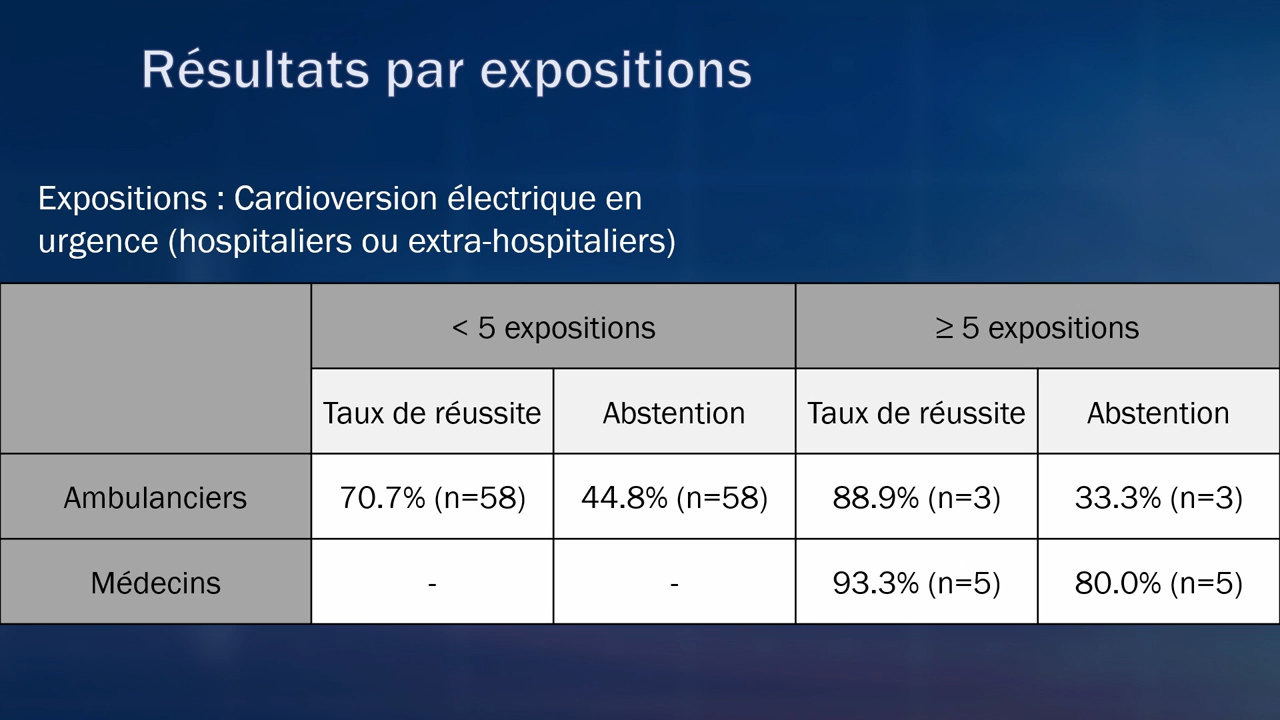 Résultats par expositions
Expositions : Cardioversion électrique en
urgence (hospitaliers ou extra-hospitaliers)
< 5 expositions ≥ 5 expositions
Taux de réussite Abstention Taux de réussite Abstention
Ambulanciers 70.7% (n=58) 44.8% (n=58) 88.9% (n=3) 33.3% (n=3)
Médecins - - 93.3% (n=5) 80.0% (n=5)